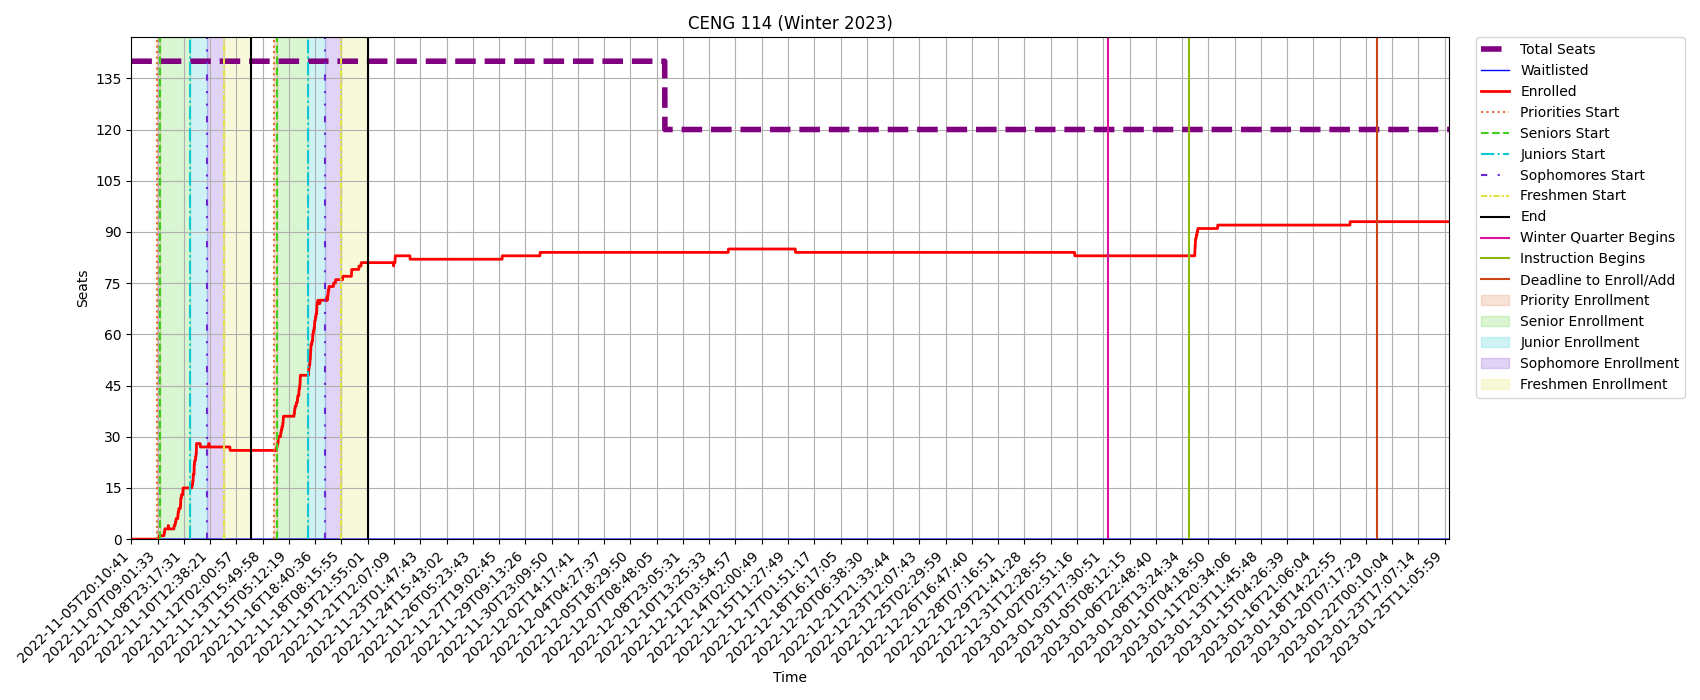 CENG 114 (Winter 2023)
Seats
135
120
105
90
75
60
45
30
15
0
2022-11-05T20:10:41
2022-11-07T09:01:33
2022-11-08T23:17:31
2022-11-10T12:38:21
2022-11-12T02:00:57
2022-11-13T15:49:58
2022-11-15T05:12:19
2022-11-16T18:40:36
2022-11-18T08:15:55
2022-11-19T21:55:01
2022-11-21T12:07:09
2022-11-23T01:47:43
2022-11-24T15:43:02
2022-11-26T05:23:43
2022-11-27T19:02:45
2022-11-29T09:13:26
2022-11-30T23:09:50
2022-12-02T14:17:41
2022-12-04T04:27:37
2022-12-05T18:29:50
2022-12-07T08:48:05
2022-12-08T23:05:31
2022-12-10T13:25:33
2022-12-12T03:54:57
2022-12-14T02:00:49
2022-12-15T11:27:49
2022-12-17T01:51:17
2022-12-18T16:17:05
2022-12-20T06:38:30
2022-12-21T21:33:44
2022-12-23T12:07:43
2022-12-25T02:29:59
2022-12-26T16:47:40
2022-12-28T07:16:51
2022-12-29T21:41:28
2022-12-31T12:28:55
2023-01-02T02:51:16
2023-01-03T17:30:51
2023-01-05T08:12:15
2023-01-06T22:48:40
2023-01-08T13:24:34
2023-01-10T04:18:50
2023-01-11T20:34:06
2023-01-13T11:45:48
2023-01-15T04:26:39
2023-01-16T21:06:04
2023-01-18T14:22:55
2023-01-20T07:17:29
2023-01-22T00:10:04
2023-01-23T17:07:14
2023-01-25T11:05:59
Time
Total Seats
Waitlisted
Enrolled
Priorities Start
Seniors Start
Juniors Start
Sophomores Start
Freshmen Start
End
Winter Quarter Begins
Instruction Begins
Deadline to Enroll/Add
Priority Enrollment
Senior Enrollment
Junior Enrollment
Sophomore Enrollment
Freshmen Enrollment